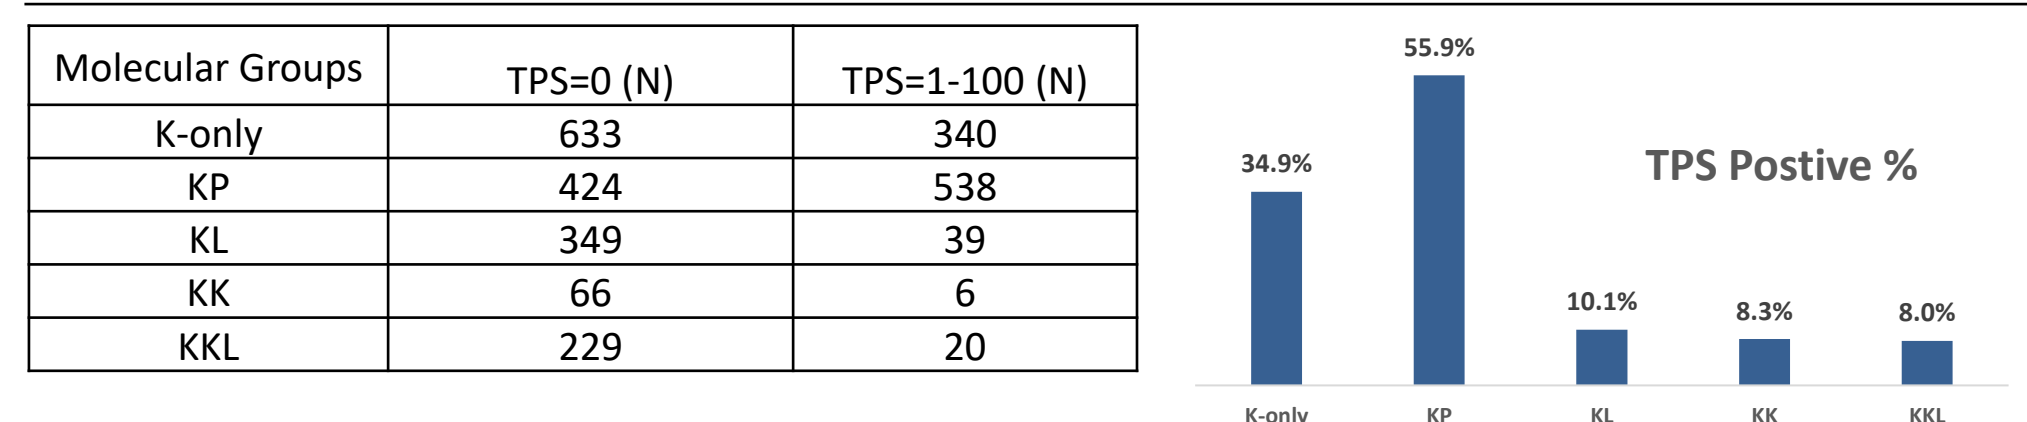 Molecular Groups TPS=0 (N) TPS=1-100 (N)
K-only 633 340
KP 424 538
KL 349 39
KK 66 6
KKL 229 20
TPS Postive %
34.9% 55.9% 10.1% 8.3% 8.0%
K-only KP KL KK KKL